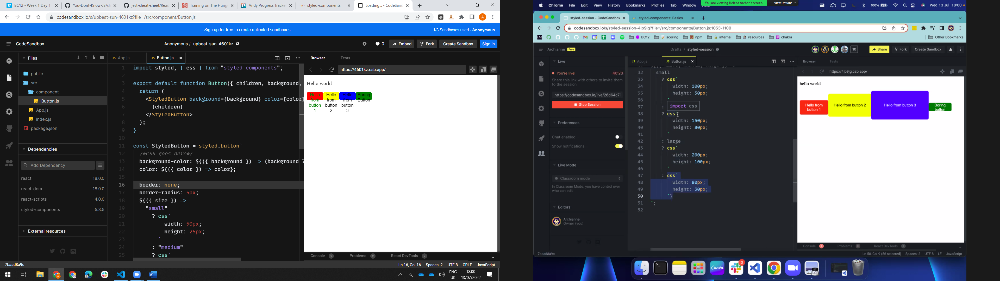 BC12 - Week 1 Day 1
You-Dont-Know-JS/ch
jest-cheat-sheet/Read
Training on The Hung
Andy Progress Tracke
styled-components
Loading... - CodeSand
codesandbox.io/s/upbeat-sun-4601kz?file=/src/component/Button.js
A
Sign up for free to create unlimited sandboxes
1/3 Sandboxes used - Anonymous
CodeSandbox
Anonymous / upbeat-sun-4601kz
0
Embed
Fork
Create Sandbox
Sign in
Files
public
src
component
JS Button.js
JS App.js
JS index.js
package.json
Dependencies
Add Dependency
react 18.0.0
react-dom 18.0.0
react-scripts 4.0.0
styled-components 5.3.5
External resources
JS App.js
JS Button.js
1 import styled, { css } from "styled-components";
2
3 export default function Button({ children, background,
4 return (
5 <StyledButton background={background} color={color}
6 {children}
7 </StyledButton>
8 );
9 }
10
11 const StyledButton = styled.button`
12 /*CSS goes here*/
13 background-color: ${({ background }) => (background ?
14 color: ${({ color }) => color};
15
16 border: none;
17 border-radius: 5px;
18 ${({ size }) =>
19 "small"
20 ? css`
21 width: 50px;
22 height: 25px;
23 `
24 : "medium"
25 ? css`
Browser
Tests
https://4601kz.csb.app/
Hello world
Hello from button 1
Hello from button 2
Hello from button 3
Boring Button
Console 0
Problems 0
React DevTools 0
7baad8a9c
Ln 16, Col 16
Spaces: 2
UTF-8
CRLF
JavaScript
ENG
UK
18:00
13/07/2022
Chrome File Edit View History Bookmarks Profiles Tab Window Help
You are viewing Helena Archer's screen
View Options
100%
Wed 13 Jul 18:00
styled-session - CodeSandbox
styled-components: Basics
codesandbox.io/s/styled-session-4lp9jg?file=/src/components/Button.js:1053-1109
BC12
scoring
npm
internal
resources
chakra
Other Bookmarks
Archianne Free
Drafts / styled-session
10
Share
Fork
Create Sandbox
Live
You're live! 40:23
Share this link with others to invite them
to the session
https://codesandbox.io/live/26d64c7
Stop Session
Preferences
Chat enabled
Show notifications
Live Mode
Classroom mode
In Classroom Mode, you have control over
who can edit
Editors
Archianne
Owner (you)
JS App.js
JS Button.js
32 small
33 ? css`
34 width: 100px;
35 height: 50px;
36 `
37 :
import css
38 ? css`
39 width: 150px;
40 height: 80px;
41 `
42 : large
43 ? css`
44 width: 200px;
45 height: 100px;
46 `
47 : css`
48 width: 80px;
49 height: 30px;
50 `}
51 `;
52
Browser
Tests
https://4lp9jg.csb.app/
hello world
Hello from button 1
Hello from button 2
Hello from button 3
Boring button
Console 2
Problems 0
React DevTools 0
7baad8a9c
Ln 50, Col 9 (56 selected)
Spaces: 2
UTF-8
LF
JavaScript
Canva
3